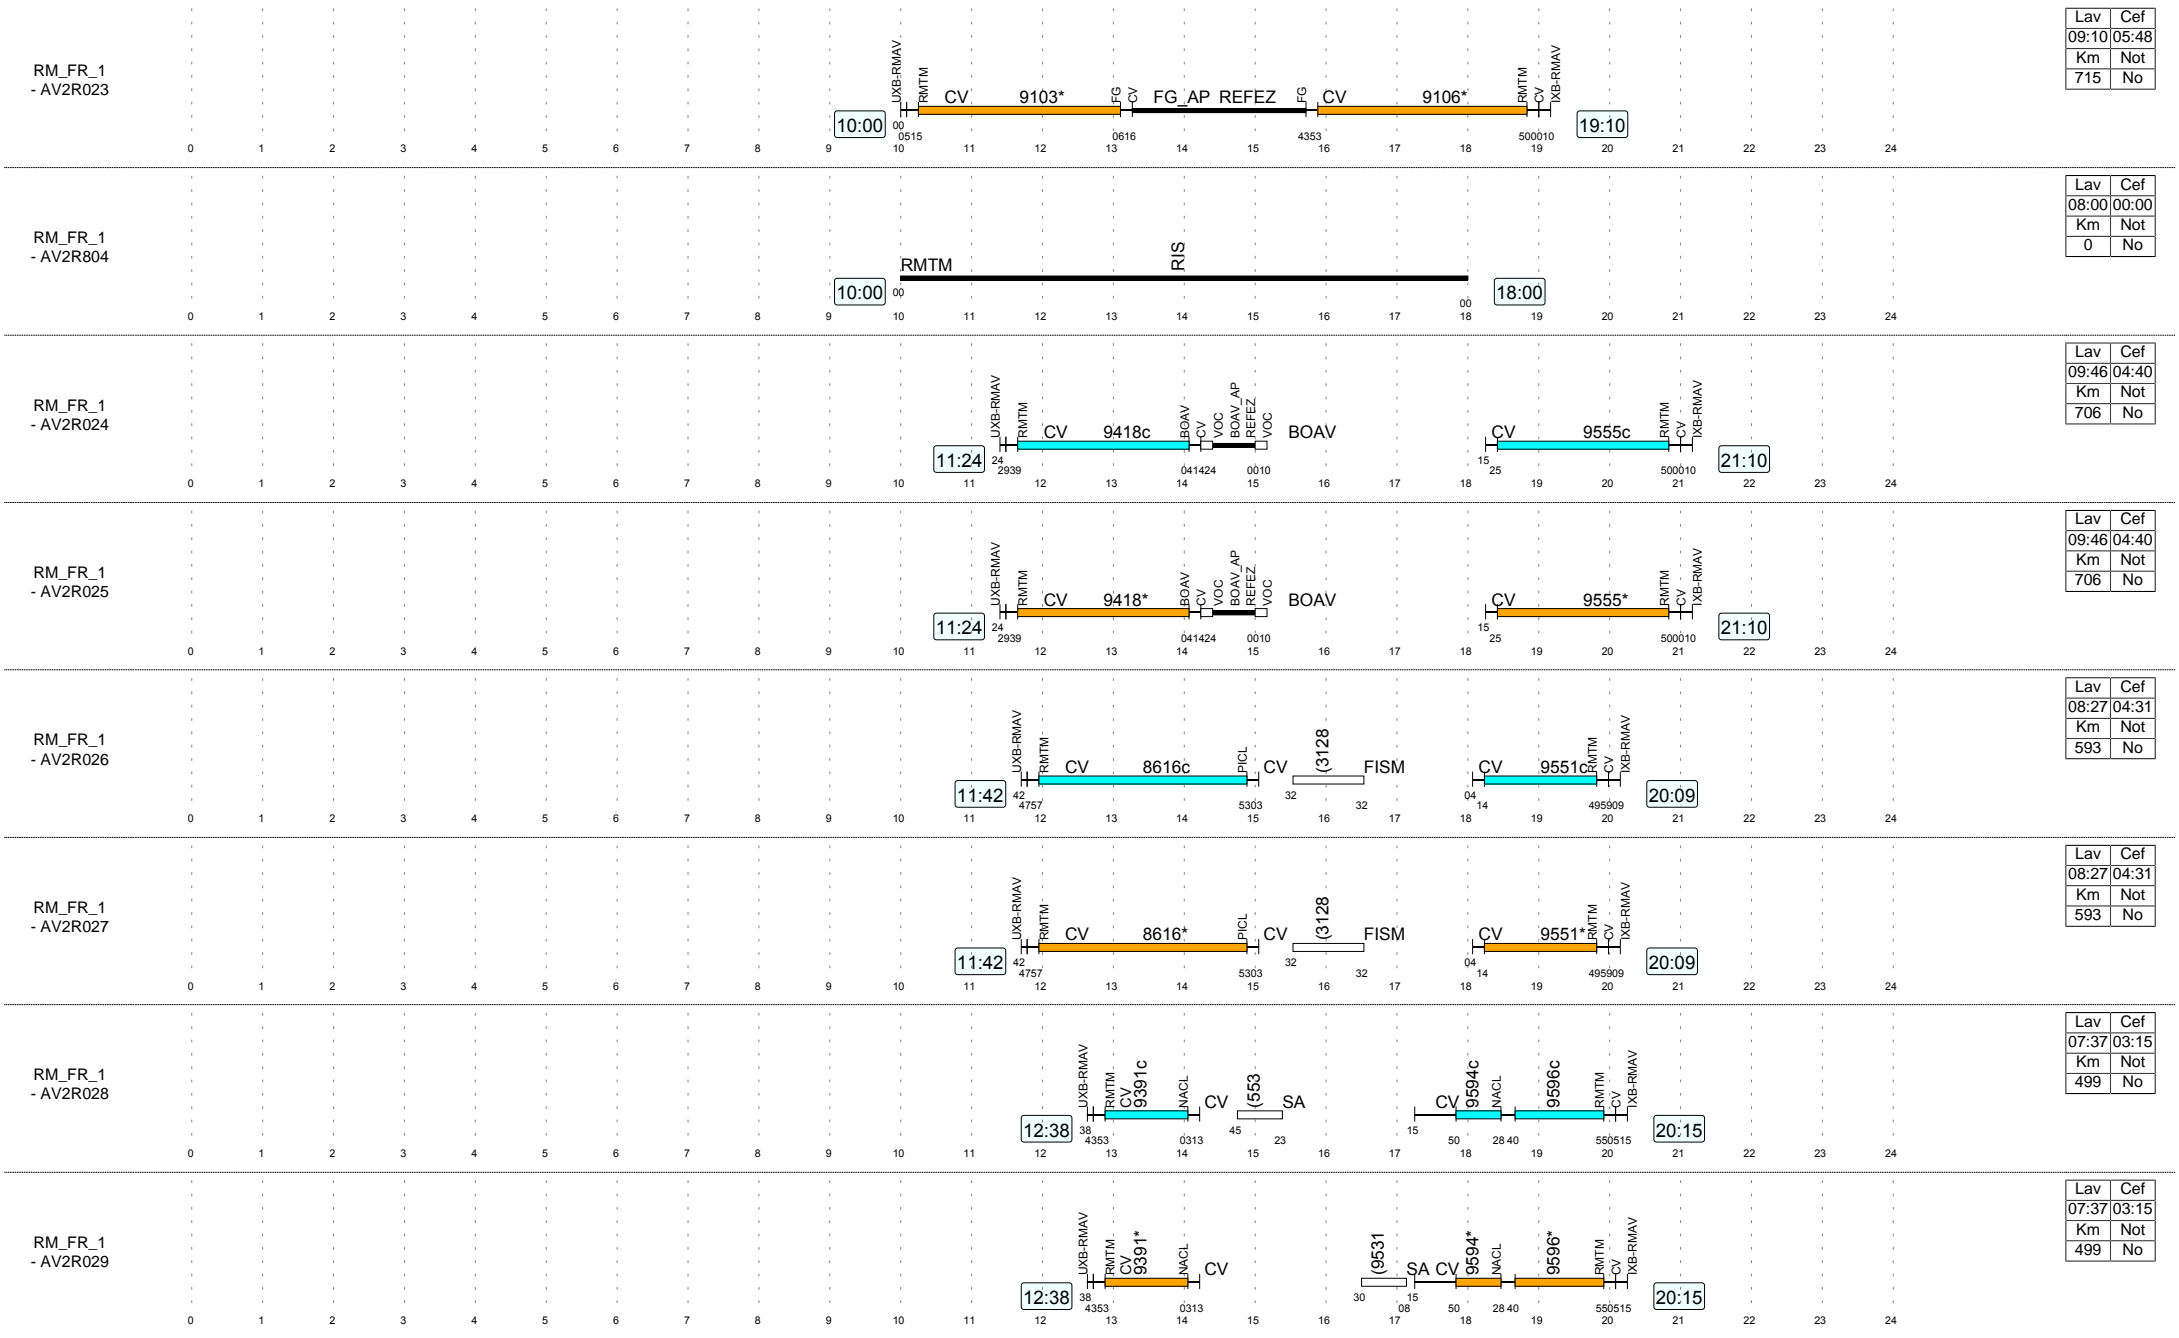 Lav Cef
09:10 05:48
Km Not
715 No
RM_FR_1
- AV2R023
UXB-RMAV RMTM CV 9103* FG CV FG_AP REFEZ FG CV 9106* RMTM CV IXB-RMAV
10:00 00 0515 0616 4353 500010 19:10
0 1 2 3 4 5 6 7 8 9 10 11 12 13 14 15 16 17 18 19 20 21 22 23 24
Lav Cef
08:00 00:00
Km Not
0 No
RM_FR_1
- AV2R804
RMTM RIS
10:00 00 00 18:00
0 1 2 3 4 5 6 7 8 9 10 11 12 13 14 15 16 17 18 19 20 21 22 23 24
Lav Cef
09:46 04:40
Km Not
706 No
RM_FR_1
- AV2R024
UXB-RMAV RMTM CV 9418c BOAV CV VOC BOAV_AP REFEZ VOC BOAV CV 9555c RMTM CV IXB-RMAV
11:24 24 2939 041424 0010 15 25 500010 21:10
0 1 2 3 4 5 6 7 8 9 10 11 12 13 14 15 16 17 18 19 20 21 22 23 24
Lav Cef
09:46 04:40
Km Not
706 No
RM_FR_1
- AV2R025
UXB-RMAV RMTM CV 9418* BOAV CV VOC BOAV_AP REFEZ VOC BOAV CV 9555* RMTM CV IXB-RMAV
11:24 24 2939 041424 0010 15 25 500010 21:10
0 1 2 3 4 5 6 7 8 9 10 11 12 13 14 15 16 17 18 19 20 21 22 23 24
Lav Cef
08:27 04:31
Km Not
593 No
RM_FR_1
- AV2R026
UXB-RMAV RMTM CV 8616c PICL CV (3128 FISM CV 9551c RMTM CV IXB-RMAV
11:42 42 4757 5303 32 32 04 14 495909 20:09
0 1 2 3 4 5 6 7 8 9 10 11 12 13 14 15 16 17 18 19 20 21 22 23 24
Lav Cef
08:27 04:31
Km Not
593 No
RM_FR_1
- AV2R027
UXB-RMAV RMTM CV 8616* PICL CV (3128 FISM CV 9551* RMTM CV IXB-RMAV
11:42 42 4757 5303 32 32 04 14 495909 20:09
0 1 2 3 4 5 6 7 8 9 10 11 12 13 14 15 16 17 18 19 20 21 22 23 24
Lav Cef
07:37 03:15
Km Not
499 No
RM_FR_1
- AV2R028
UXB-RMAV RMTM CV 9391c NACL CV (553 SA CV 9594c NACL 9596c RMTM CV IXB-RMAV
12:38 38 4353 0313 45 23 15 50 28 40 550515 20:15
0 1 2 3 4 5 6 7 8 9 10 11 12 13 14 15 16 17 18 19 20 21 22 23 24
Lav Cef
07:37 03:15
Km Not
499 No
RM_FR_1
- AV2R029
UXB-RMAV RMTM CV 9391* NACL CV (9531 SA CV 9594* NACL 9596* RMTM CV IXB-RMAV
12:38 38 4353 0313 30 08 15 50 28 40 550515 20:15
0 1 2 3 4 5 6 7 8 9 10 11 12 13 14 15 16 17 18 19 20 21 22 23 24